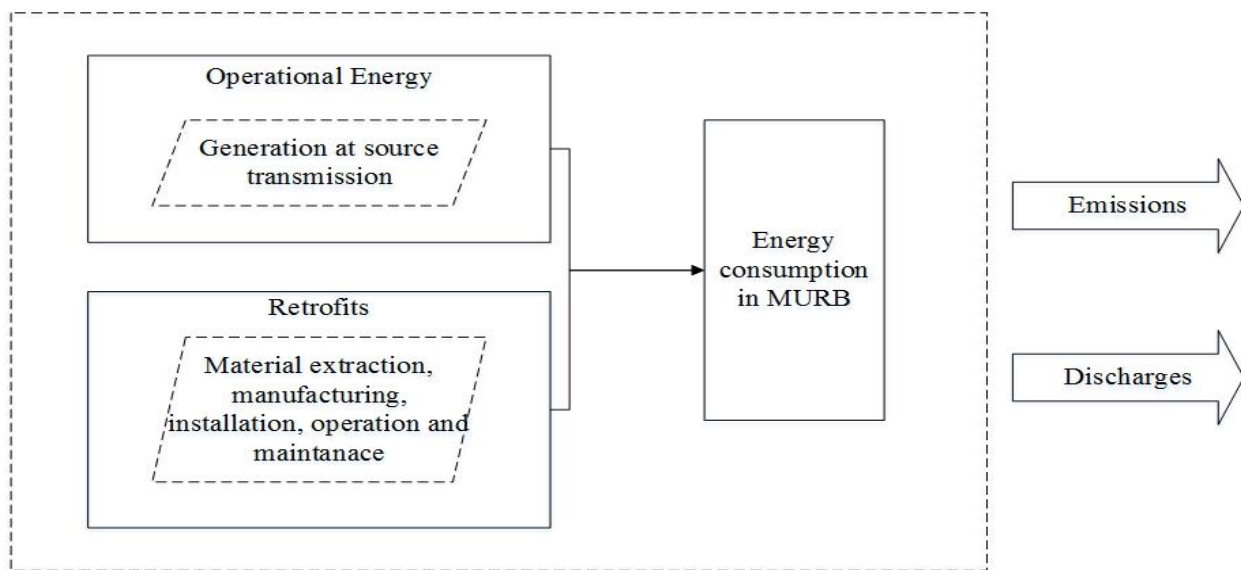 Operational Energy
Generation at source
transmission
Retrofits
Material extraction,
manufacturing,
installation, operation and
maintanace
Energy
consumption
in MURB
Emissions
Discharges